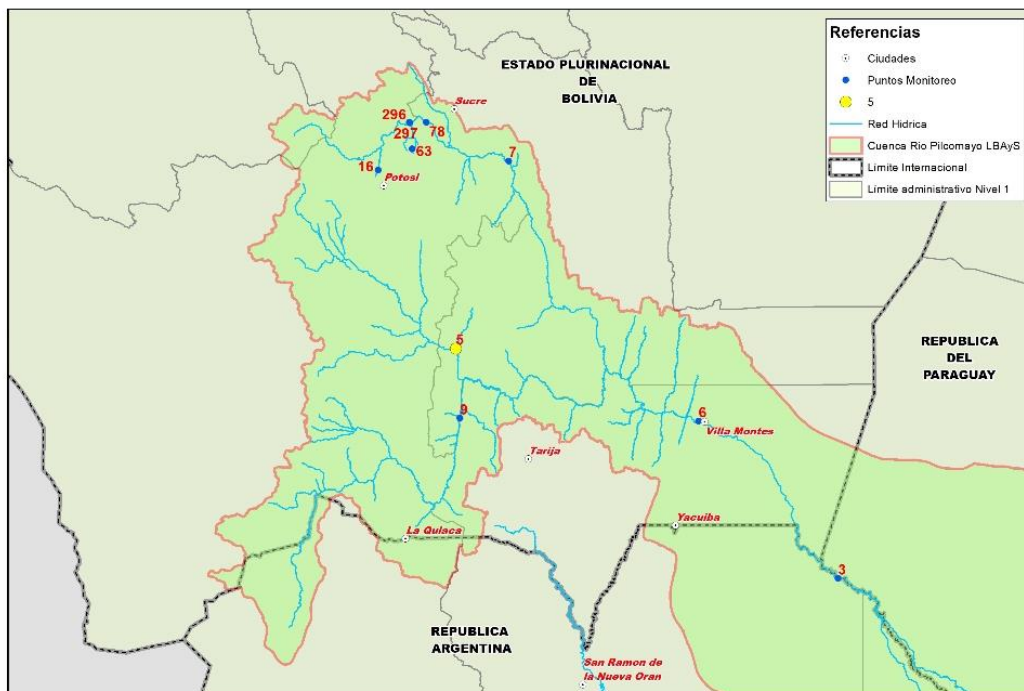 Referencias
Ciudades
Puntos Monitoreo
5
Red Hidrica
Cuenca Rio Pilcomayo LBAyS
Límite Internacional
Límite administrativo Nivel 1
ESTADO PLURINACIONAL
DE
BOLIVIA
Sucre
296
78
297
63
7
16
Potosi
REPUBLICA
DEL
PARAGUAY
5
9
6
Villa Montes
Tarija
Yacuiba
La Quiaca
3
REPUBLICA
ARGENTINA
San Ramon de
la Nueva Oran